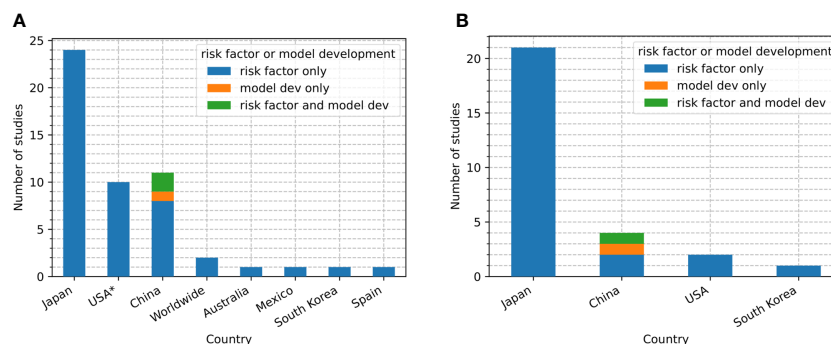 A
risk factor or model development
risk factor only
model dev only
risk factor and model dev
Number of studies
25
20
15
10
5
0
Japan
USA*
China
Worldwide
Australia
Mexico
South Korea
Spain
Country
B
risk factor or model development
risk factor only
model dev only
risk factor and model dev
Number of studies
20
15
10
5
0
Japan
China
USA
South Korea
Country